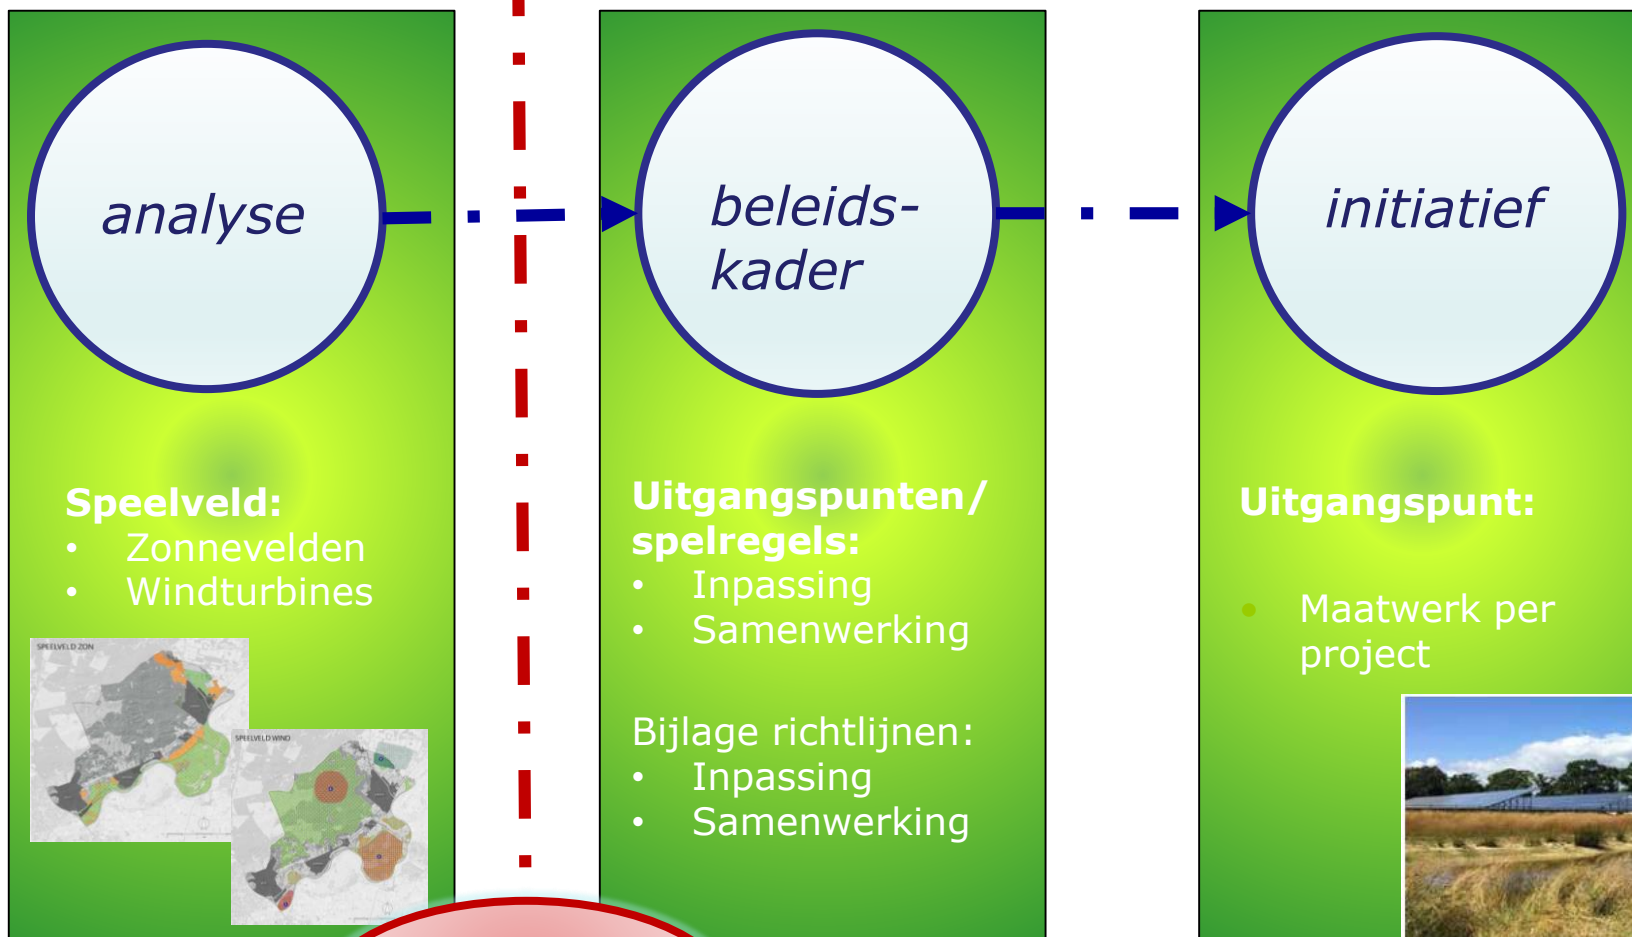 analyse
beleids-
kader
initiatief
Speelveld:
• Zonnevelden
• Windturbines
SPEELVELD ZON
SPEELVELD WIND
Uitgangspunten/
spelregels:
• Inpassing
• Samenwerking
Bijlage richtlijnen:
• Inpassing
• Samenwerking
Uitgangspunt:
• Maatwerk per
project